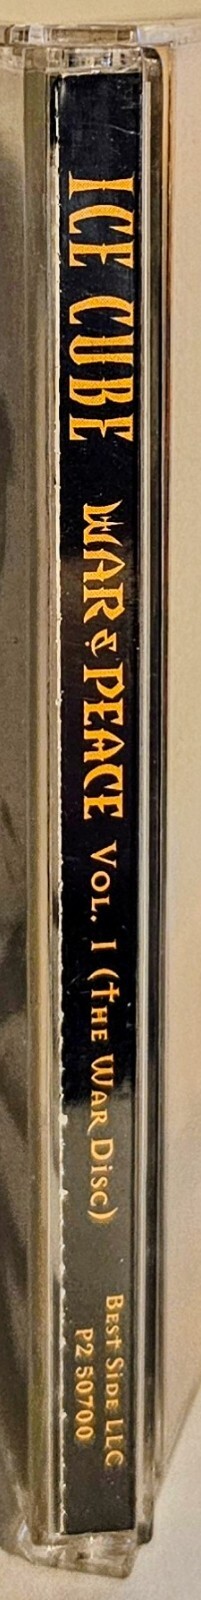 ICE CUBE WAR & PEACE VOL. 1 (THE WAR DISC)
BEST SIDE LLC
P2 50700